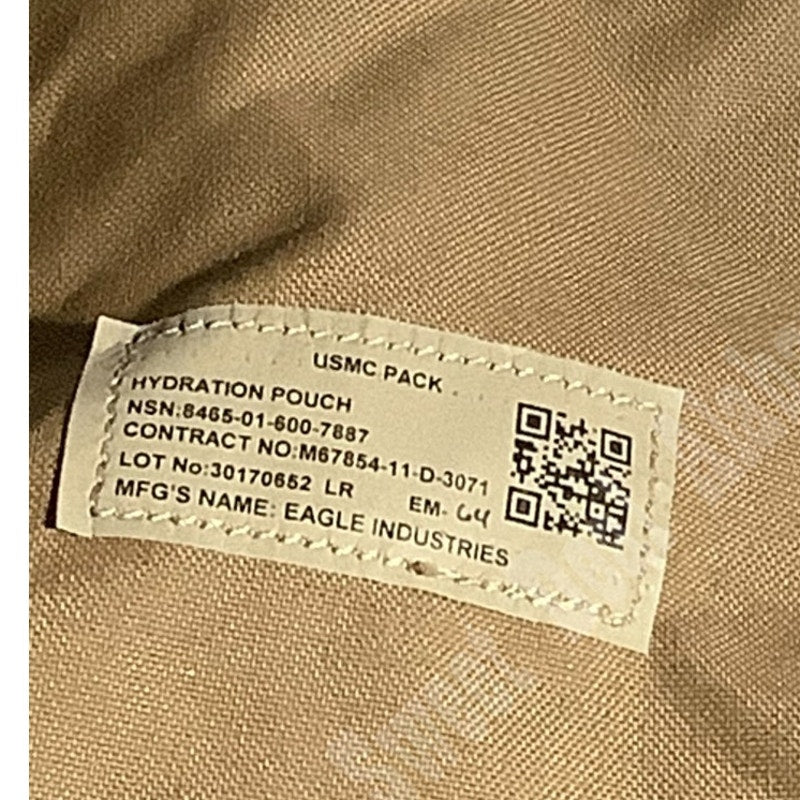 USMC PACK
HYDRATION POUCH
NSN:8465-01-600-7887
CONTRACT NO:M67854-11-D-3071
LOT No:30170652 LR EM- 64
MFG'S NAME: EAGLE INDUSTRIES